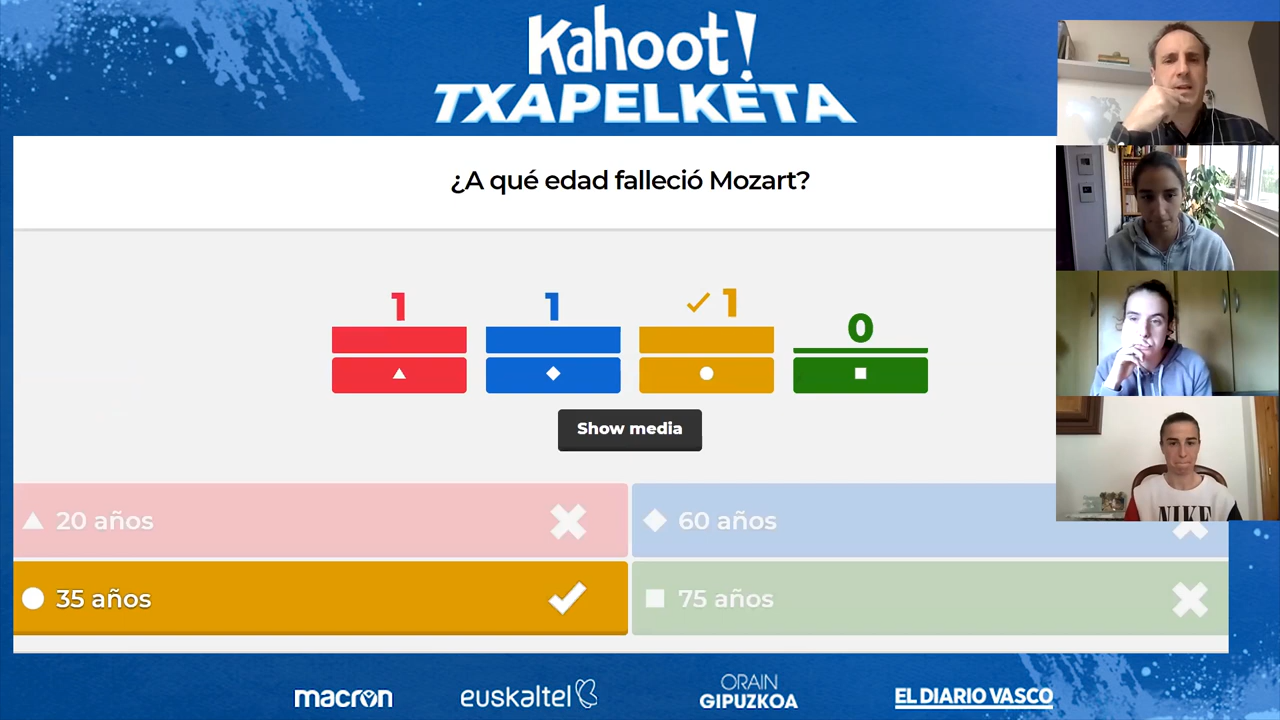 Kahoot!
TXAPELKETA
¿A qué edad falleció Mozart?
1
1
1
0
Show media
20 años
60 años
35 años
75 años
NIKE
macron
euskaltel
ORAIN
GIPUZKOA
EL DIARIO VASCO